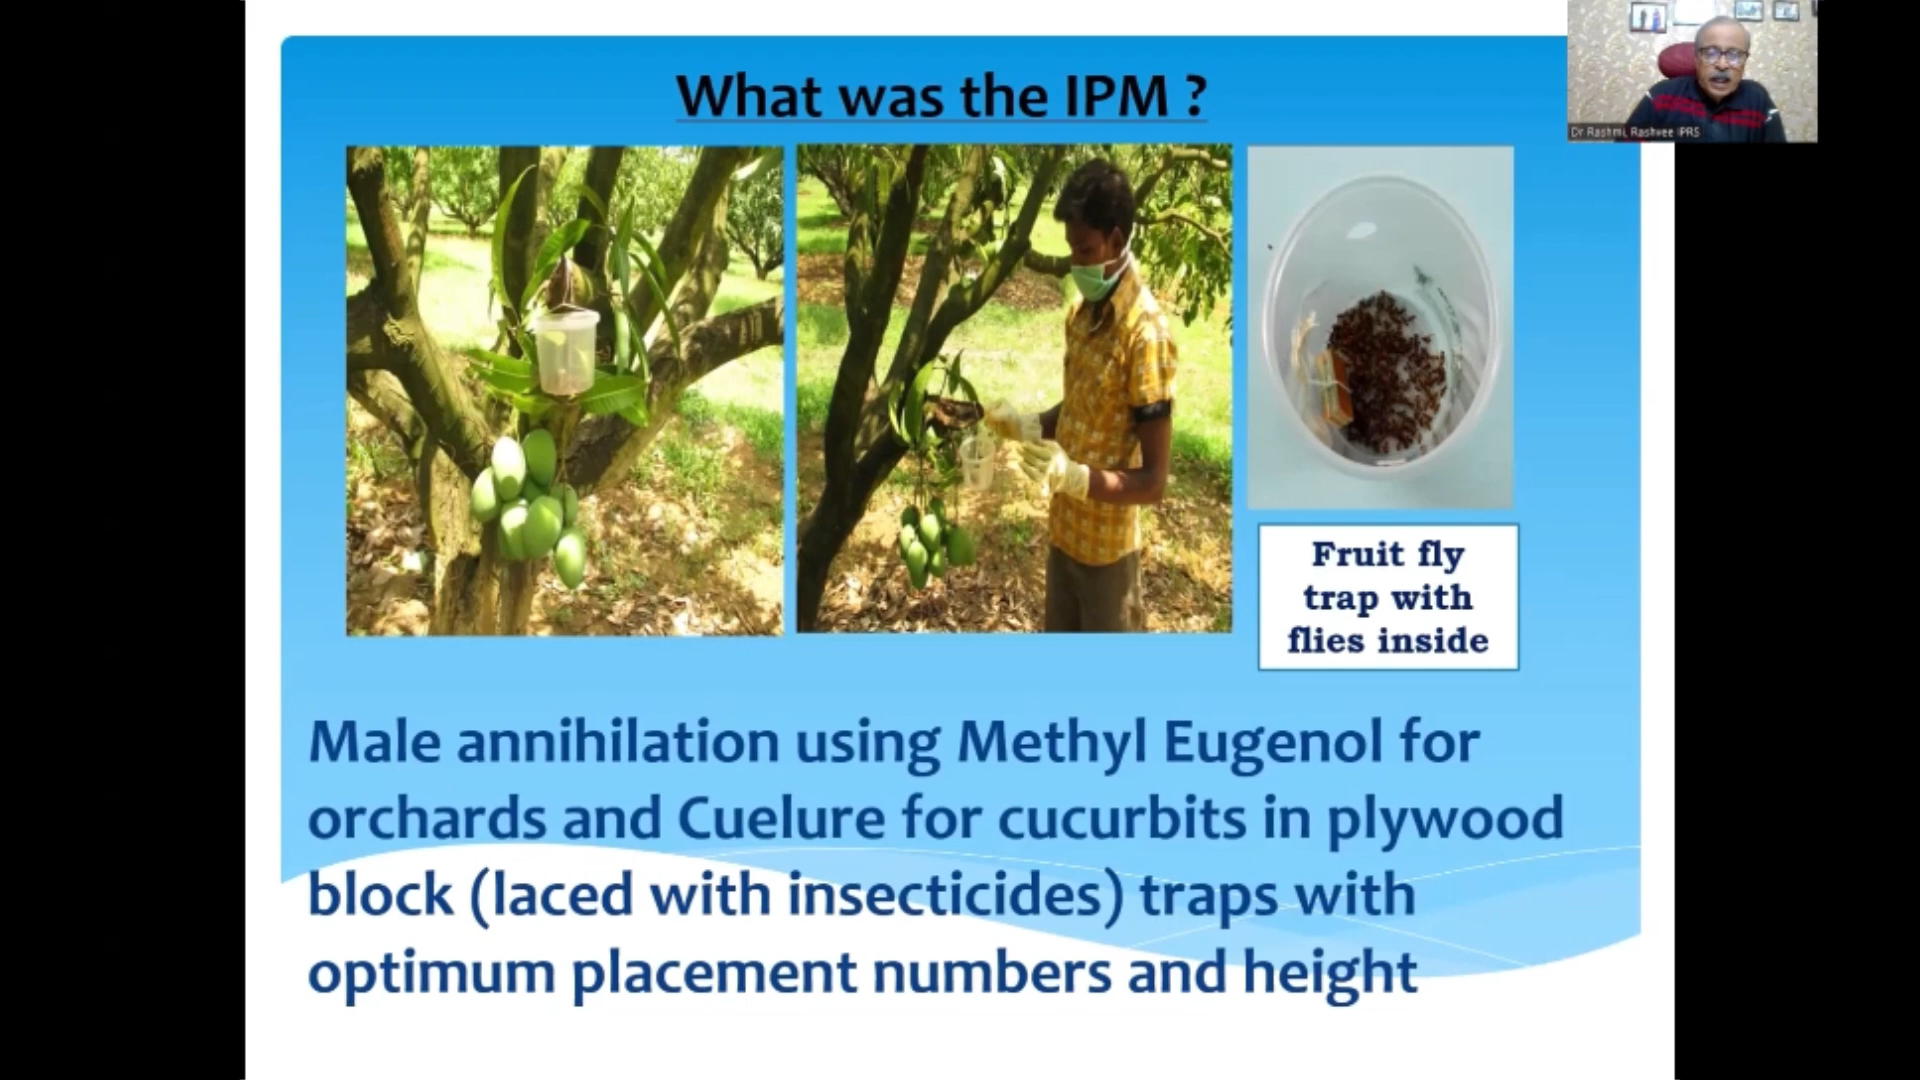 What was the IPM ?
Dr Rashmi, Rashvee IPRS
Fruit fly
trap with
flies inside
Male annihilation using Methyl Eugenol for
orchards and Cuelure for cucurbits in plywood
block (laced with insecticides) traps with
optimum placement numbers and height